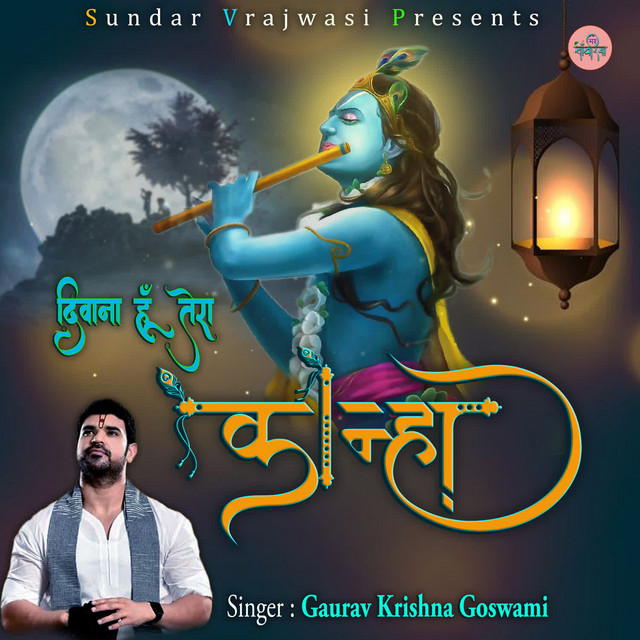 Sundar Vrajwasi Presents
दिवाना हूँ तेरा
कान्हा
Singer : Gaurav Krishna Goswami